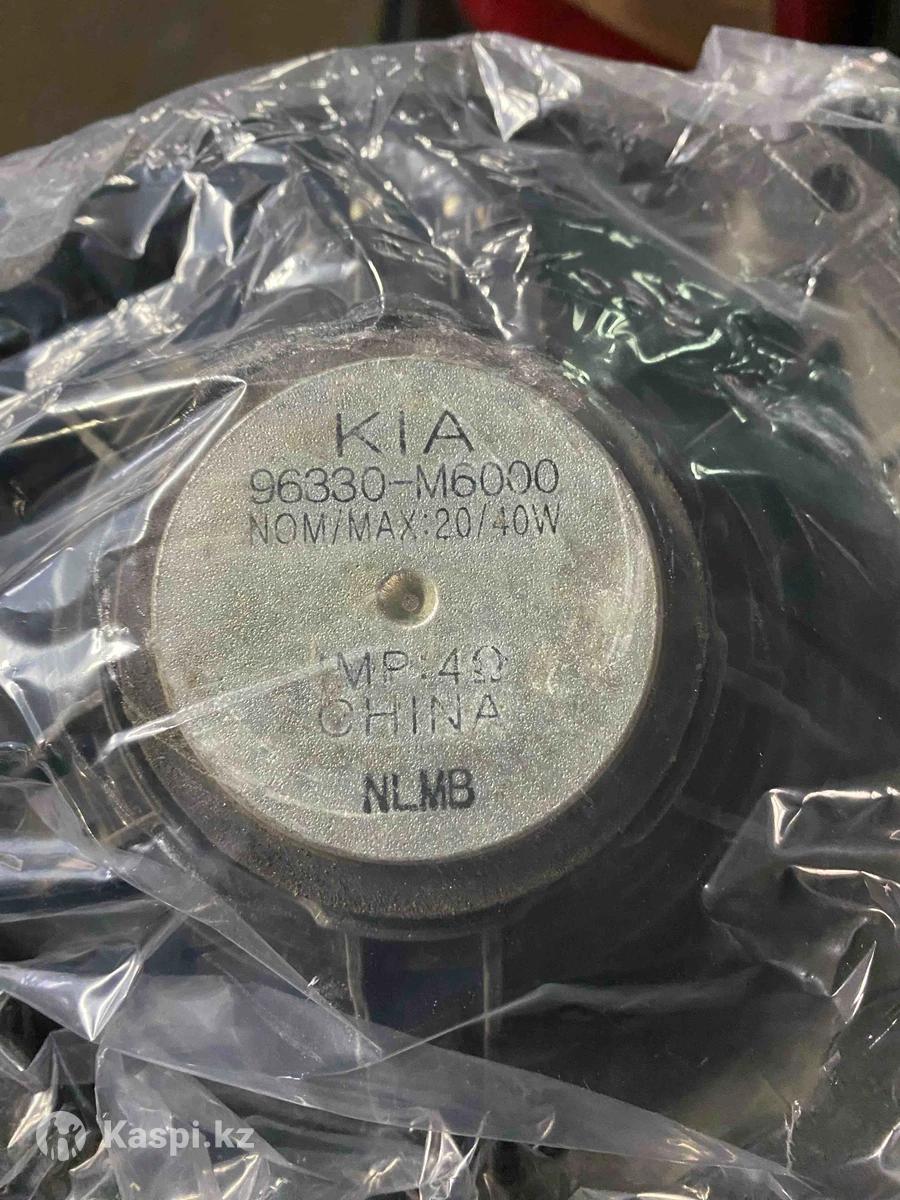 KIA
96330-M6000
NOM/MAX:20/40W
IMP:4Ω
CHINA
NLMB
Kaspi.kz